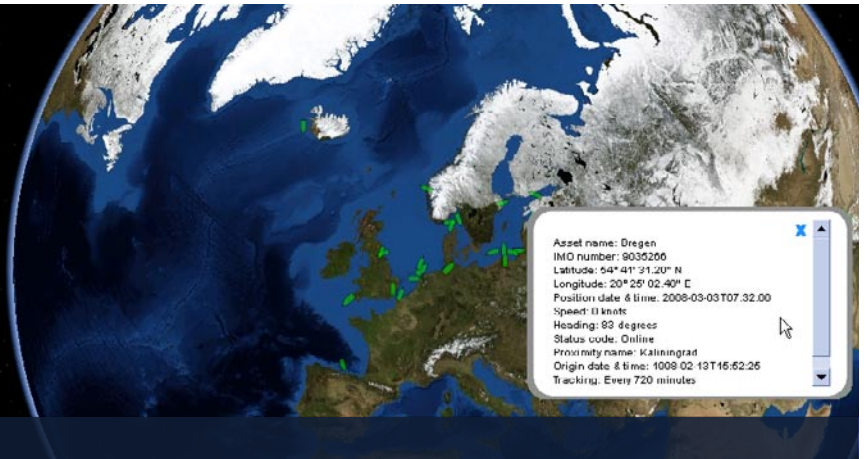 X
Asset name: Bregen
IMO number: 9035266
Latitude: 54° 41' 31.20" N
Longitude: 20° 25' 02.40" E
Position date & time: 2008-03-03T07.32.00
Speed: 0 knots
Heading: 83 degrees
Status code: Online
Proximity name: Kaliningrad
Origin date & time: 1008-02-13T15:52:25
Tracking: Every 720 minutes